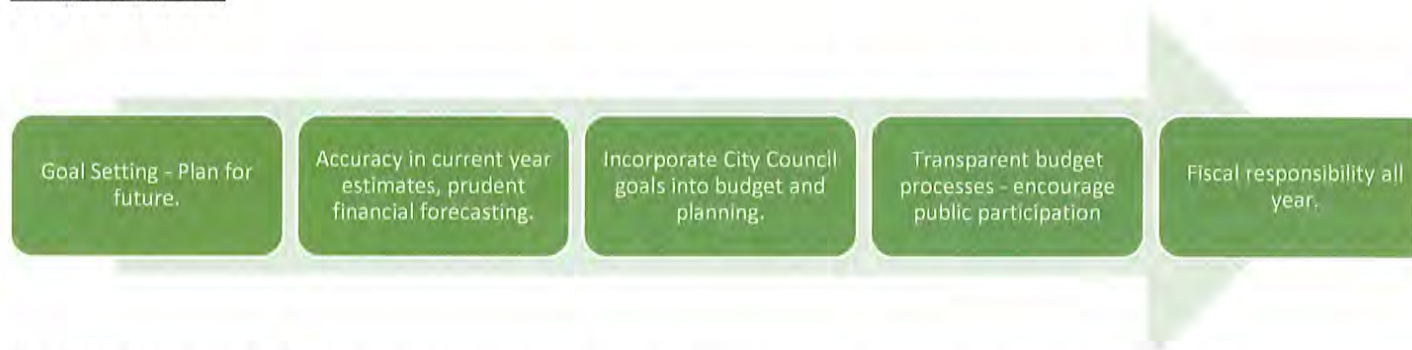 Goal Setting - Plan for
future.
Accuracy in current year
estimates, prudent
financial forecasting.
Incorporate City Council
goals into budget and
planning.
Transparent budget
processes - encourage
public participation
Fiscal responsibility all
year.